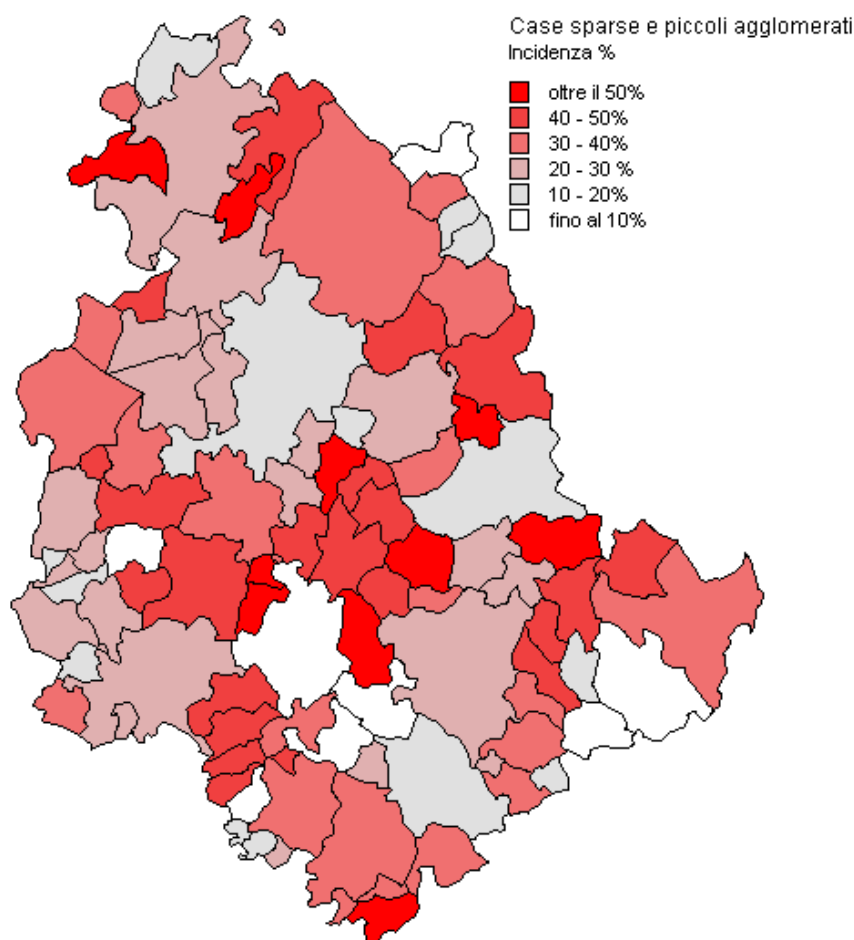 Case sparse e piccoli agglomerati
Incidenza %
oltre il 50%
40 - 50%
30 - 40%
20 - 30 %
10 - 20%
fino al 10%